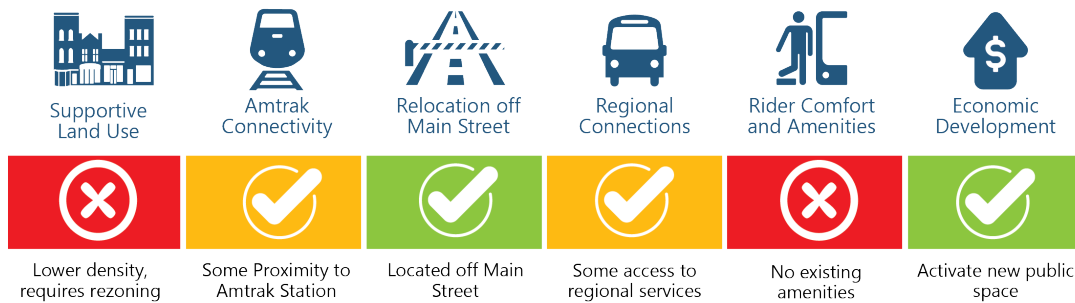 $
Supportive
Land Use
Amtrak
Connectivity
Relocation off
Main Street
Regional
Connections
Rider Comfort
and Amenities
Economic
Development
Lower density,
requires rezoning
Some Proximity to
Amtrak Station
Located off Main
Street
Some access to
regional services
No existing
amenities
Activate new public
space